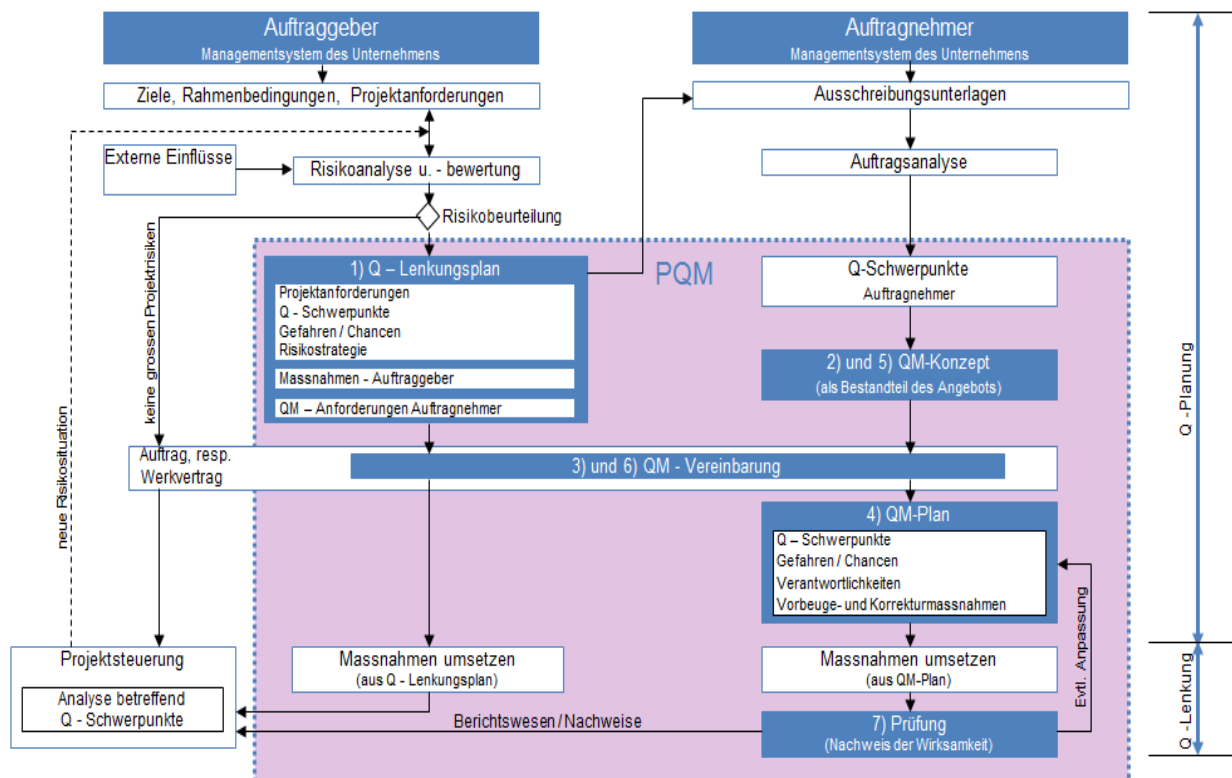 Auftraggeber
Managementsystem des Unternehmens
Ziele, Rahmenbedingungen, Projektanforderungen
Externe Einflüsse
Risikoanalyse u. - bewertung
Risikobeurteilung
keine grossen Projektrisiken
neue Risikosituation
Auftragnehmer
Managementsystem des Unternehmens
Ausschreibungsunterlagen
Auftragsanalyse
PQM
1) Q – Lenkungsplan
Projektanforderungen
Q - Schwerpunkte
Gefahren / Chancen
Risikostrategie
Massnahmen - Auftraggeber
QM – Anforderungen Auftragnehmer
Q-Schwerpunkte
Auftragnehmer
2) und 5) QM-Konzept
(als Bestandteil des Angebots)
Auftrag, resp.
Werkvertrag
3) und 6) QM - Vereinbarung
4) QM-Plan
Q – Schwerpunkte
Gefahren / Chancen
Verantwortlichkeiten
Vorbeuge- und Korrekturmassnahmen
Evtl. Anpassung
Projektsteuerung
Analyse betreffend
Q - Schwerpunkte
Massnahmen umsetzen
(aus Q - Lenkungsplan)
Massnahmen umsetzen
(aus QM-Plan)
Berichtswesen / Nachweise
7) Prüfung
(Nachweis der Wirksamkeit)
Q -Planung
Q -Lenkung